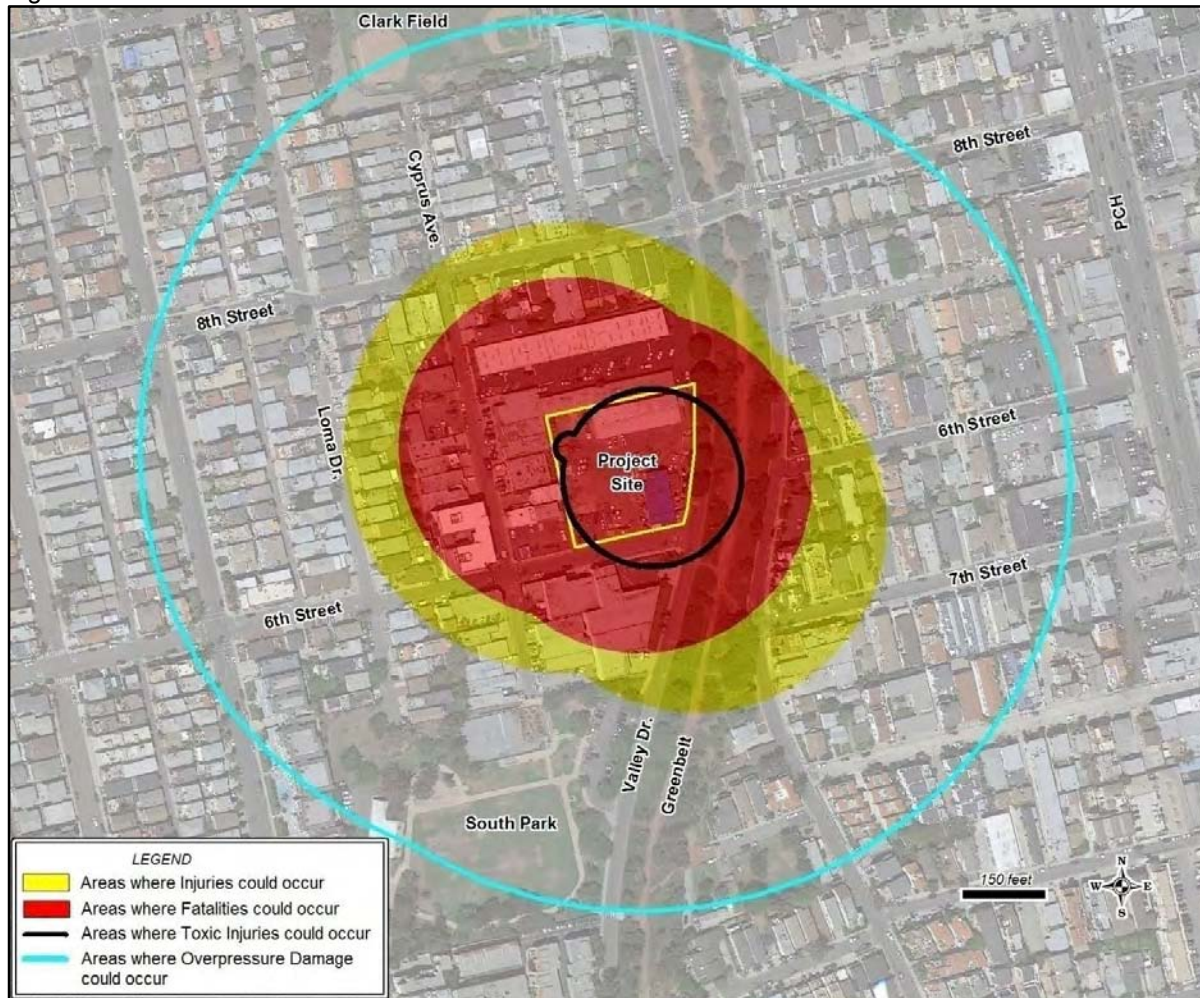 Clark Field
8th Street
PCH
Cyprus Ave.
8th Street
Loma Dr.
6th Street
Project
Site
7th Street
6th Street
Valley Dr.
Greenbelt
South Park
LEGEND
Areas where Injuries could occur
Areas where Fatalities could occur
Areas where Toxic Injuries could occur
Areas where Overpressure Damage
could occur
150 feet
N
W
E
S